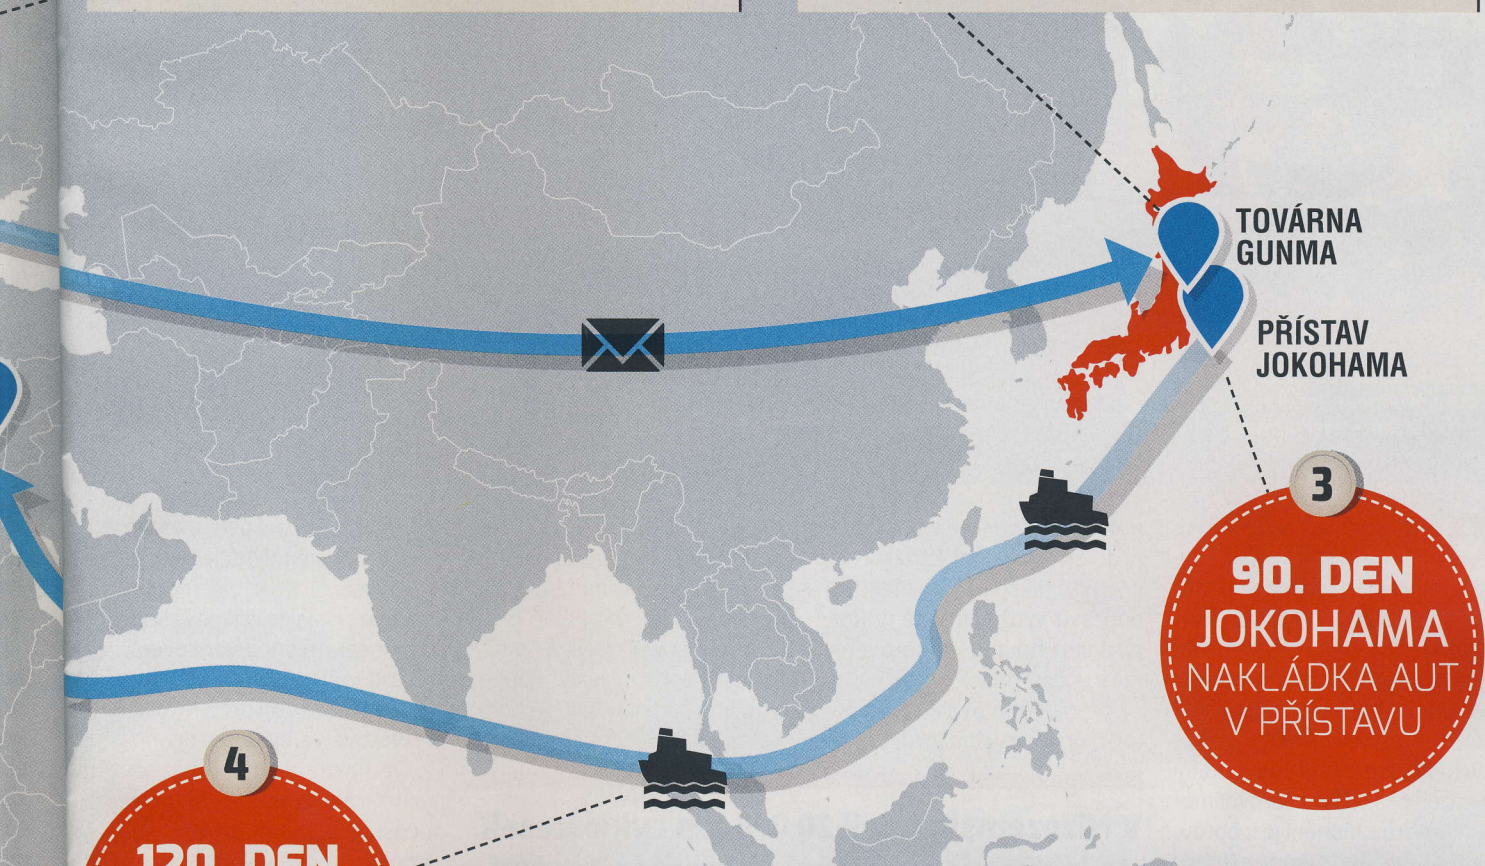 TOVÁRNA
GUNMA
PŘÍSTAV
JOKOHAMA
3
90. DEN
JOKOHAMA
NAKLÁDKA AUT
V PŘÍSTAVU
4
120. DEN